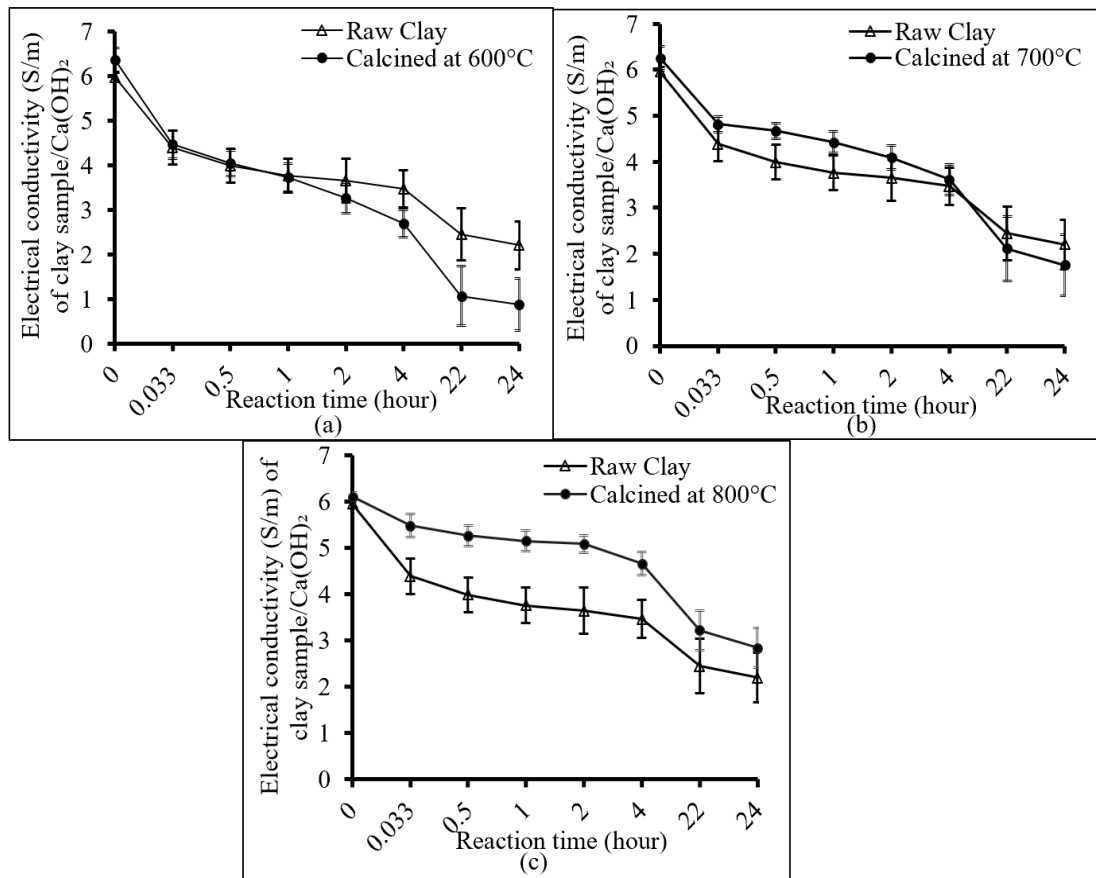 Electrical conductivity (S/m)
of clay sample/Ca(OH)₂
7
6
5
4
3
2
1
0
Raw Clay
Calcined at 600°C
0
0.033
0.5
1
2
4
22
24
Reaction time (hour)
(a)
Electrical conductivity (S/m)
of clay sample/Ca(OH)₂
7
6
5
4
3
2
1
0
Raw Clay
Calcined at 700°C
0
0.033
0.5
1
2
4
22
24
Reaction time (hour)
(b)
Electrical conductivity (S/m) of
clay sample/Ca(OH)₂
7
6
5
4
3
2
1
0
Raw Clay
Calcined at 800°C
0
0.033
0.5
1
2
4
22
24
Reaction time (hour)
(c)